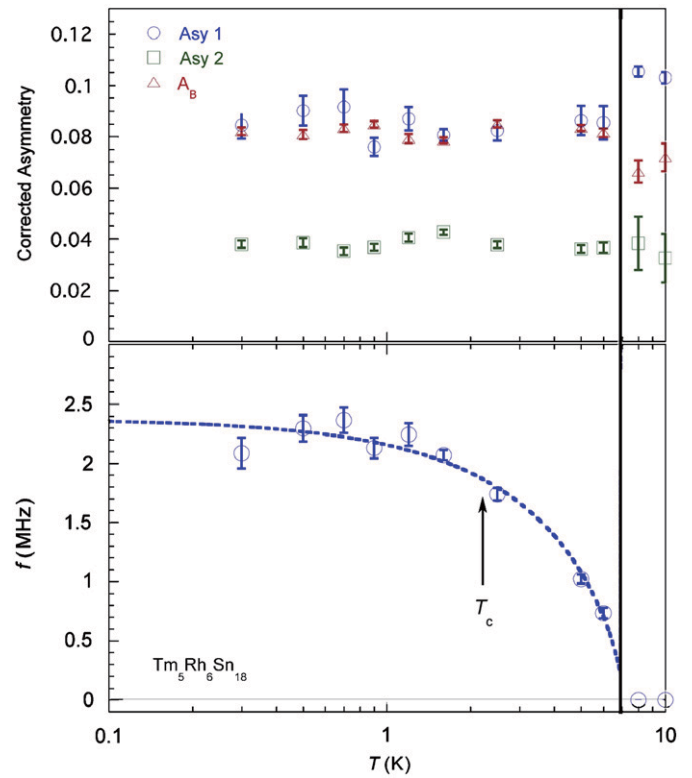 0.12
0.1
0.08
0.06
0.04
0.02
0
Corrected Asymmetry
Asy 1
Asy 2
A_B
2.5
2
1.5
1
0.5
0
f (MHz)
T_c
Tm_5Rh_6Sn_18
0.1 1 10
T (K)